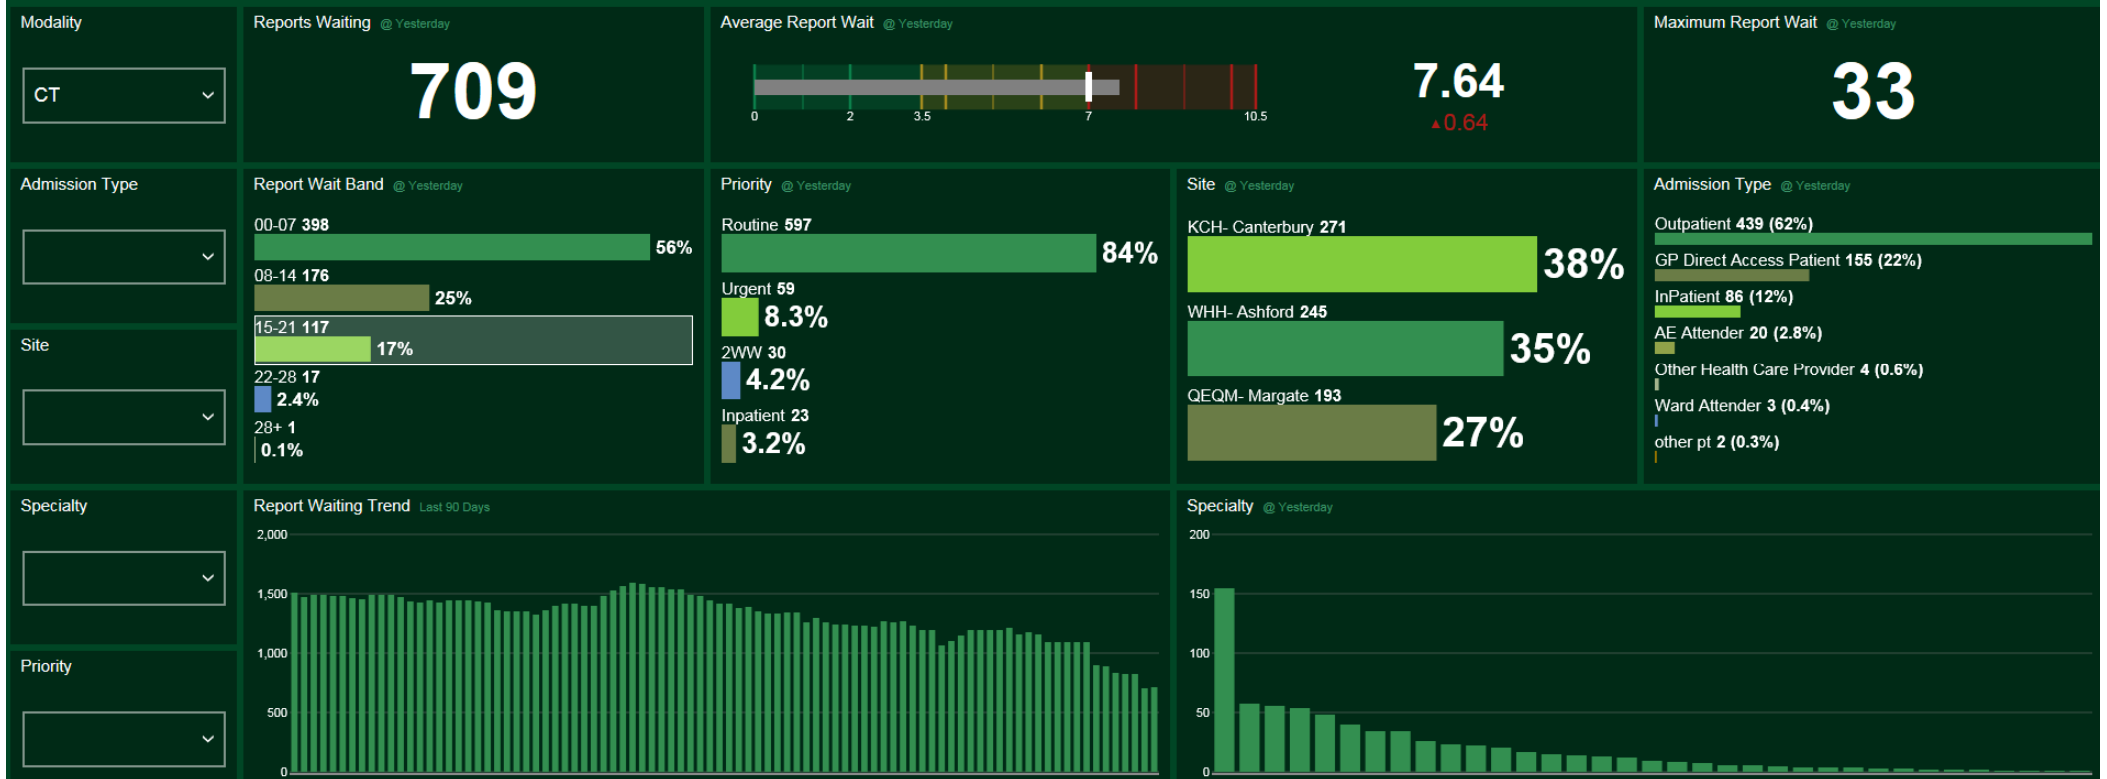 Modality
CT
Reports Waiting @ Yesterday
709
Average Report Wait @ Yesterday
0 2 3.5 7 10.5
7.64
▲0.64
Maximum Report Wait @ Yesterday
33
Admission Type
Report Wait Band @ Yesterday
00-07 398
56%
08-14 176
25%
15-21 117
17%
22-28 17
2.4%
28+ 1
0.1%
Priority @ Yesterday
Routine 597
84%
Urgent 59
8.3%
2WW 30
4.2%
Inpatient 23
3.2%
Site @ Yesterday
KCH- Canterbury 271
38%
WHH- Ashford 245
35%
QEQM- Margate 193
27%
Admission Type @ Yesterday
Outpatient 439 (62%)
GP Direct Access Patient 155 (22%)
InPatient 86 (12%)
AE Attender 20 (2.8%)
Other Health Care Provider 4 (0.6%)
Ward Attender 3 (0.4%)
other pt 2 (0.3%)
Site
Specialty
Report Waiting Trend Last 90 Days
2,000
1,500
1,000
500
0
Specialty @ Yesterday
200
150
100
50
0
Priority